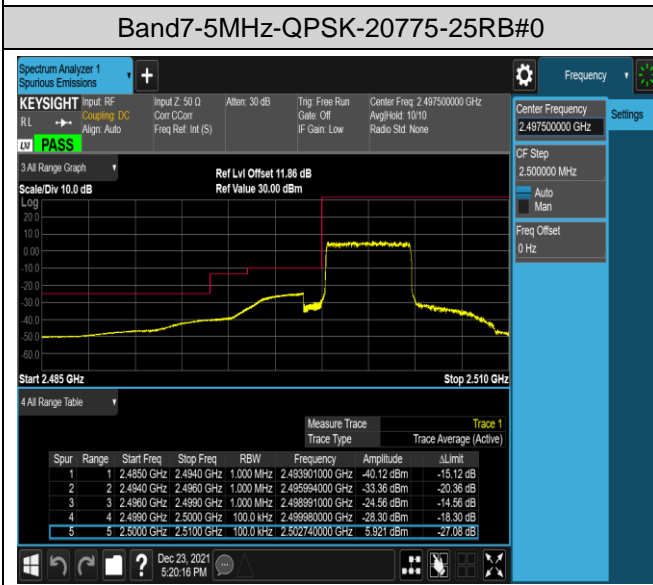 Band7-5MHz-QPSK-20775-25RB#0
Spectrum Analyzer 1
Spurious Emissions
Frequency
KEYSIGHT Input: RF Input Z: 50 Ω Atten: 30 dB Trig: Free Run Center Freq: 2.497500000 GHz
RL Coupling: DC Corr CCorr Gate: Off Avg|Hold: 10/10
Align: Auto Freq Ref: Int (S) IF Gain: Low Radio Std: None
LXI PASS
Center Frequency
2.497500000 GHz
Settings
CF Step
2.500000 MHz
Auto
Man
Freq Offset
0 Hz
3 All Range Graph
Ref Lvl Offset 11.86 dB
Scale/Div 10.0 dB Ref Value 30.00 dBm
Log
20.0
10.0
0.00
-10.0
-20.0
-30.0
-40.0
-50.0
-60.0
Start 2.485 GHz Stop 2.510 GHz
4 All Range Table
Measure Trace Trace 1
Trace Type Trace Average (Active)
Spur Range Start Freq Stop Freq RBW Frequency Amplitude ΔLimit
1 1 2.4850 GHz 2.4940 GHz 1.000 MHz 2.493901000 GHz -40.12 dBm -15.12 dB
2 2 2.4940 GHz 2.4960 GHz 1.000 MHz 2.495994000 GHz -33.36 dBm -20.36 dB
3 3 2.4960 GHz 2.4990 GHz 1.000 MHz 2.498991000 GHz -24.56 dBm -14.56 dB
4 4 2.4990 GHz 2.5000 GHz 100.0 kHz 2.499980000 GHz -28.30 dBm -18.30 dB
5 5 2.5000 GHz 2.5100 GHz 100.0 kHz 2.502740000 GHz 5.921 dBm -27.08 dB
Dec 23, 2021
5:20:16 PM